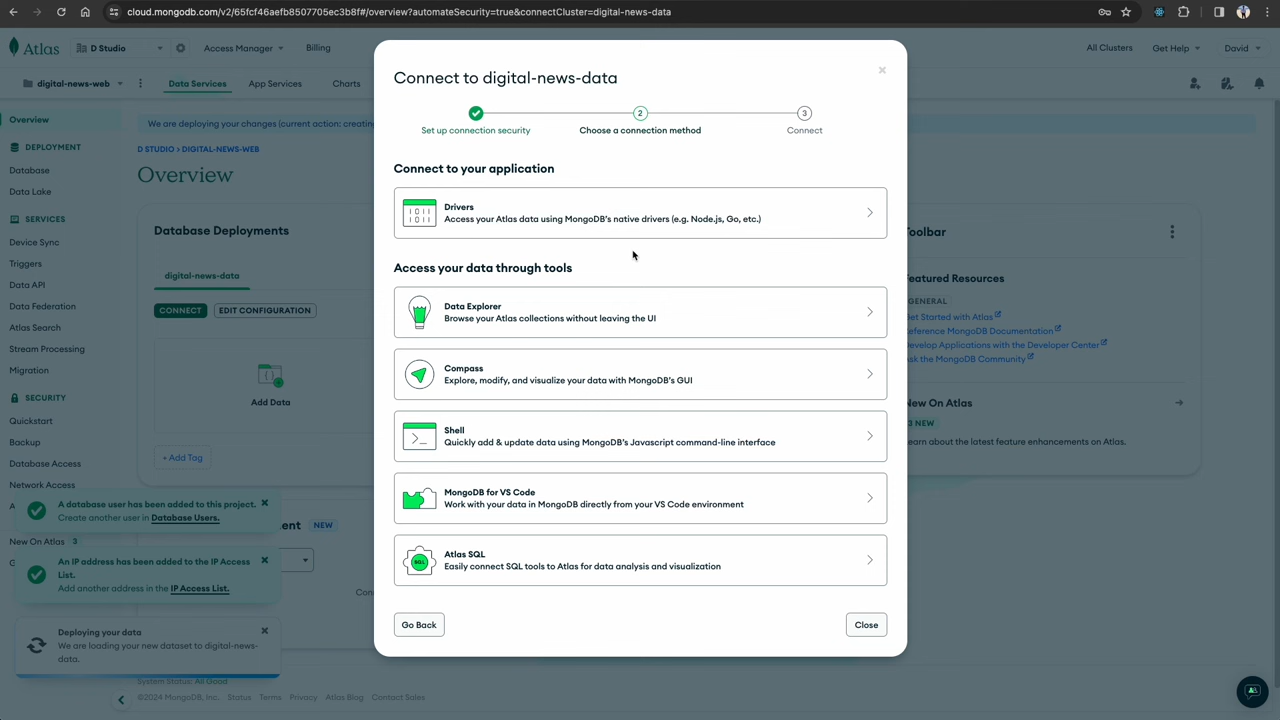 cloud.mongodb.com/v2/65fcf46aefb8507705ec3b8f#/overview?automateSecurity=true&connectCluster=digital-news-data
Atlas
D Studio
Access Manager
Billing
All Clusters
Get Help
David
digital-news-web
Data Services
App Services
Charts
Overview
We are deploying your changes (current action: creating
DEPLOYMENT
Database
Data Lake
SERVICES
Device Sync
Triggers
Data API
Data Federation
Atlas Search
Stream Processing
Migration
SECURITY
Quickstart
Backup
Database Access
Network Access
New On Atlas 3
D STUDIO > DIGITAL-NEWS-WEB
Overview
Database Deployments
digital-news-data
CONNECT
EDIT CONFIGURATION
Add Data
+ Add Tag
NEW
A database user has been added to this project.
Create another user in Database Users.
An IP address has been added to the IP Access
List.
Add another address in the IP Access List.
Deploying your data
We are loading your new dataset to digital-news-
data.
System Status: All Good
©2024 MongoDB, Inc.
Status
Terms
Privacy
Atlas Blog
Contact Sales
Connect to digital-news-data
2
3
Set up connection security
Choose a connection method
Connect
Connect to your application
Drivers
Access your Atlas data using MongoDB's native drivers (e.g. Node.js, Go, etc.)
Access your data through tools
Data Explorer
Browse your Atlas collections without leaving the UI
Compass
Explore, modify, and visualize your data with MongoDB's GUI
Shell
Quickly add & update data using MongoDB's Javascript command-line interface
MongoDB for VS Code
Work with your data in MongoDB directly from your VS Code environment
SQL
Atlas SQL
Easily connect SQL tools to Atlas for data analysis and visualization
Go Back
Close
Toolbar
Featured Resources
GENERAL
Get Started with Atlas
Reference MongoDB Documentation
Develop Applications with the Developer Center
Ask the MongoDB Community
New On Atlas
3 NEW
Learn about the latest feature enhancements on Atlas.